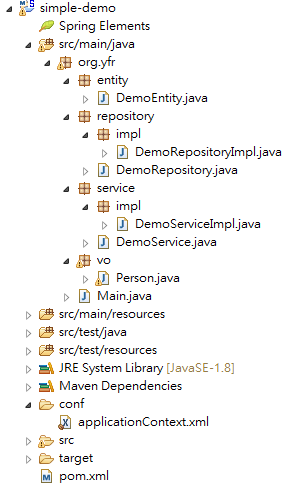 simple-demo
Spring Elements
src/main/java
org.yfr
entity
DemoEntity.java
repository
impl
DemoRepositoryImpl.java
DemoRepository.java
service
impl
DemoServiceImpl.java
DemoService.java
vo
Person.java
Main.java
src/main/resources
src/test/java
src/test/resources
JRE System Library [JavaSE-1.8]
Maven Dependencies
conf
applicationContext.xml
src
target
pom.xml